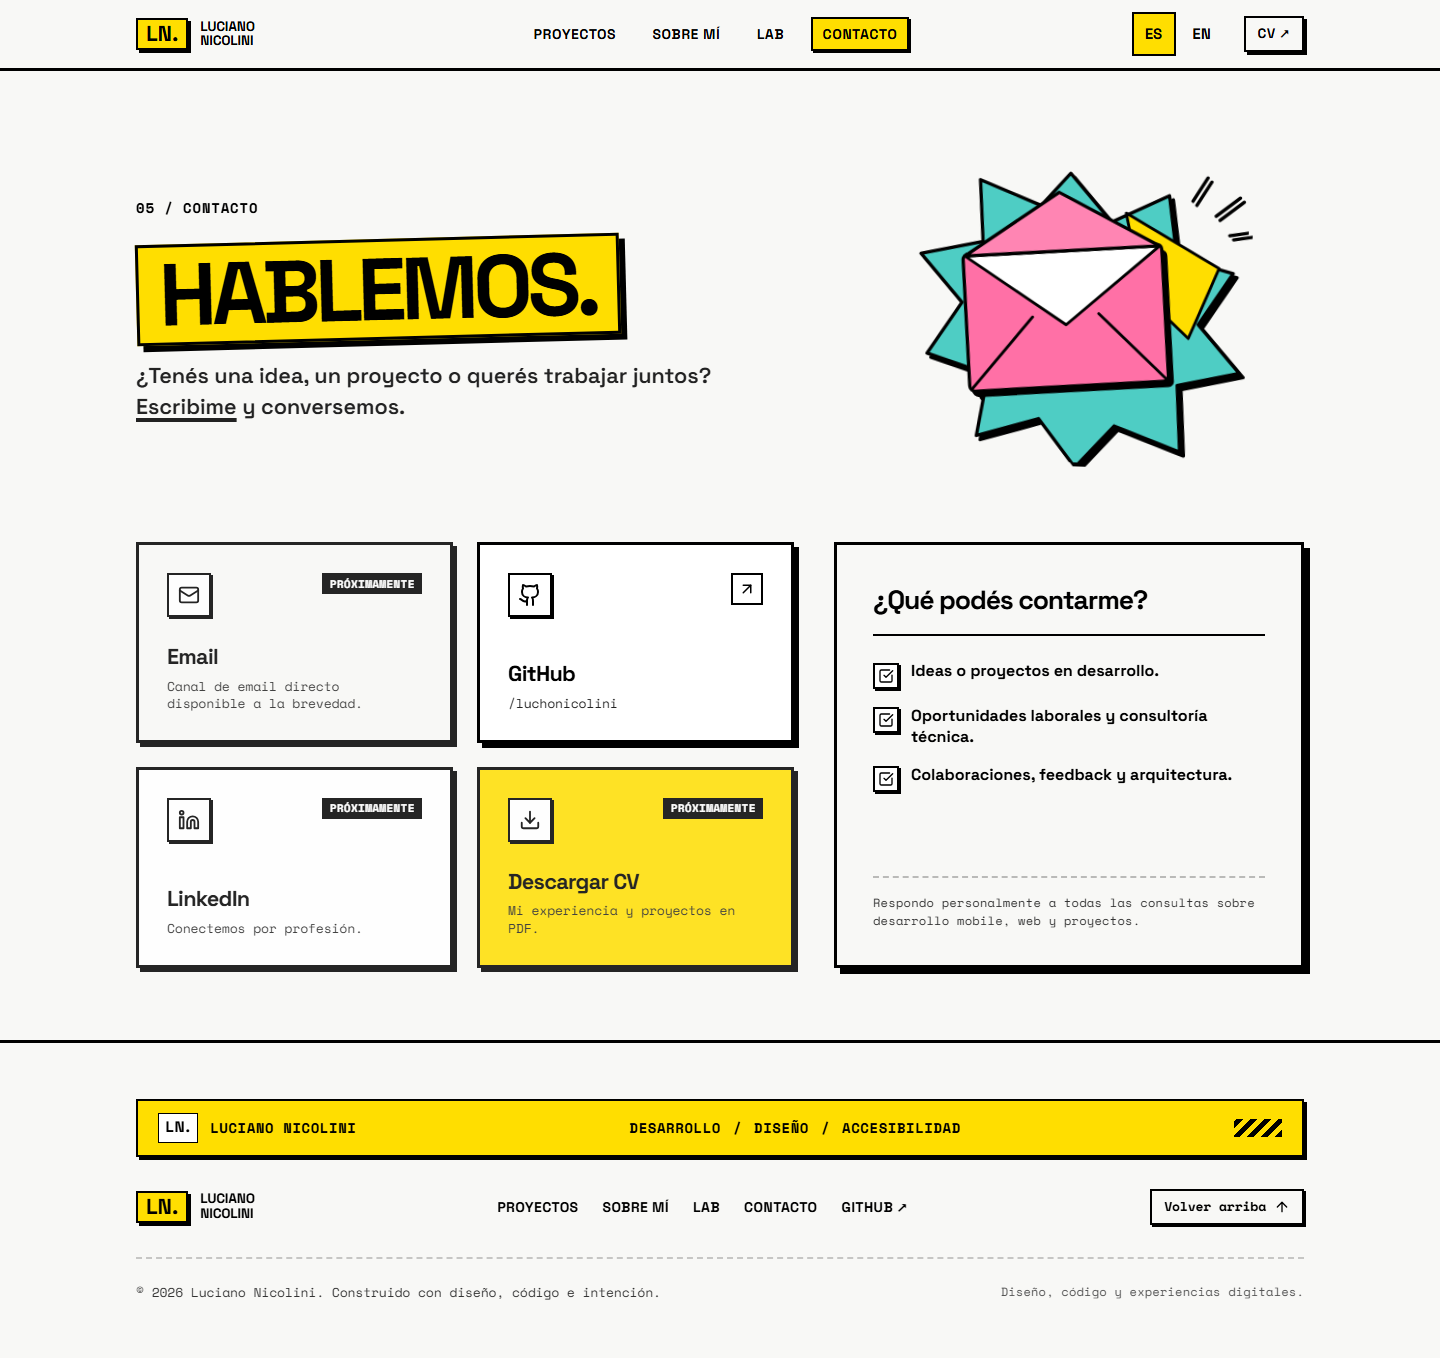 LN.
LUCIANO
NICOLINI
PROYECTOS
SOBRE MÍ
LAB
CONTACTO
ES
EN
CV ↗
05 / CONTACTO
HABLEMOS.
¿Tenés una idea, un proyecto o querés trabajar juntos?
Escribime y conversemos.
PRÓXIMAMENTE
Email
Canal de email directo
disponible a la brevedad.
GitHub
/luchonicolini
PRÓXIMAMENTE
LinkedIn
Conectemos por profesión.
PRÓXIMAMENTE
Descargar CV
Mi experiencia y proyectos en
PDF.
¿Qué podés contarme?
Ideas o proyectos en desarrollo.
Oportunidades laborales y consultoría
técnica.
Colaboraciones, feedback y arquitectura.
Respondo personalmente a todas las consultas sobre
desarrollo mobile, web y proyectos.
LN.
LUCIANO NICOLINI
DESARROLLO / DISEÑO / ACCESIBILIDAD
LN.
LUCIANO
NICOLINI
PROYECTOS
SOBRE MÍ
LAB
CONTACTO
GITHUB ↗
Volver arriba ↑
© 2026 Luciano Nicolini. Construido con diseño, código e intención.
Diseño, código y experiencias digitales.